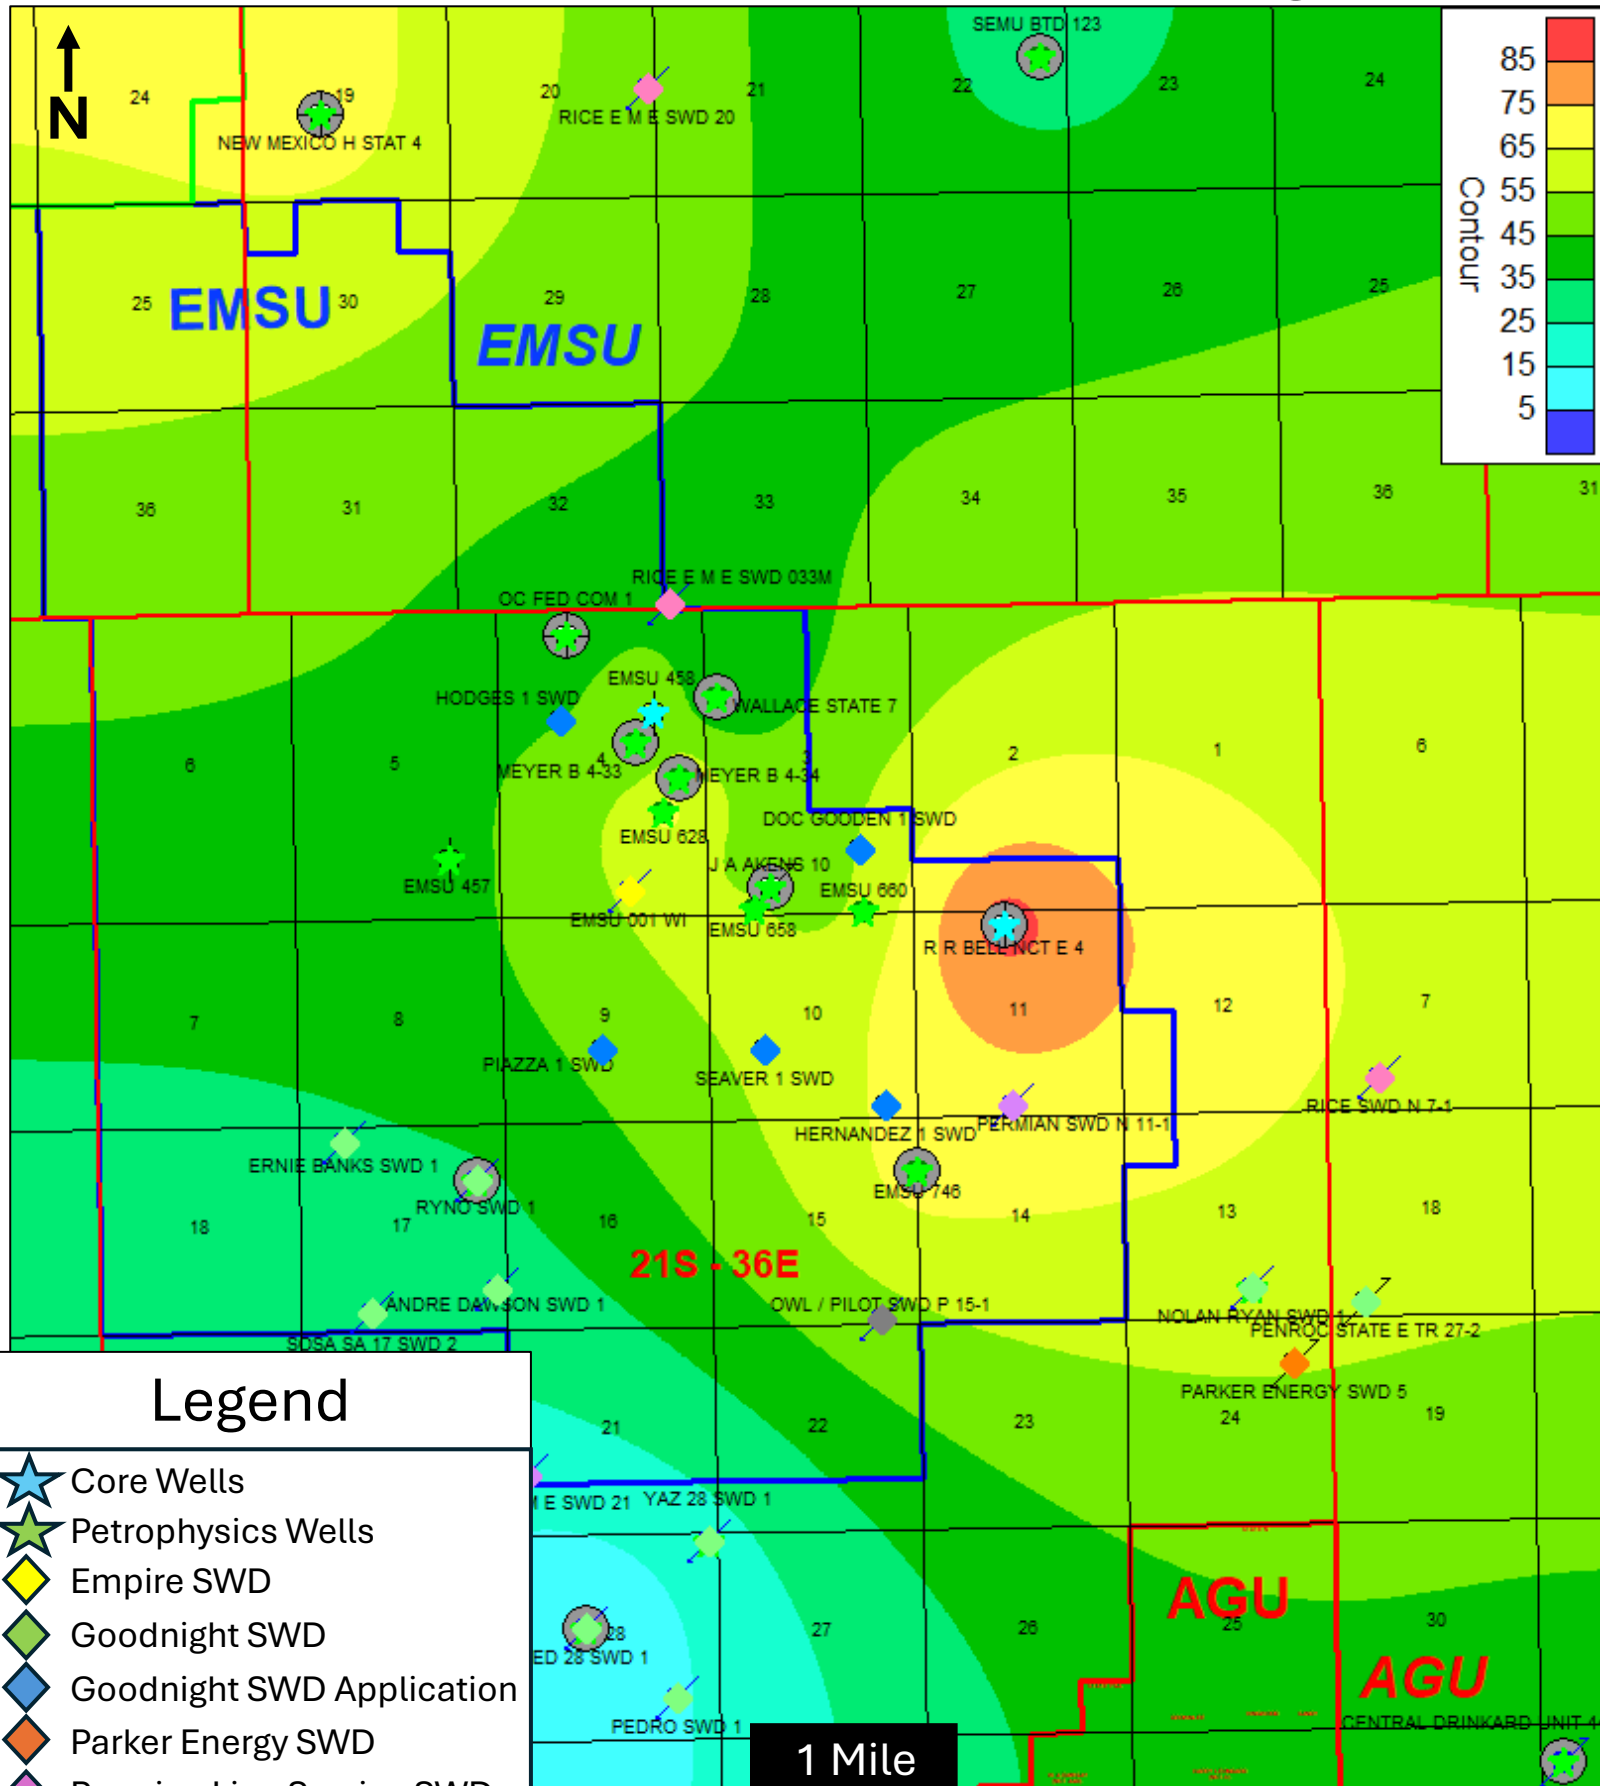 SEMU BTD 123
N
24
19
20
21
22
23
24
NEW MEXICO H STAT 4
RICE E M E SWD 20
85
75
65
55
45
35
25
15
5
Contour
25
EMSU
30
29
EMSU
28
27
26
25
36
31
32
33
34
35
36
31
RICE E M E SWD 033M
OC FED COM 1
EMSU 458
HODGES 1 SWD
WALLACE STATE 7
6
5
4
3
2
1
6
MEYER B 4-33
MEYER B 4-34
DOC GOODEN 1 SWD
EMSU 628
J A AKENS 10
EMSU 457
EMSU 660
EMSU 001 WI
EMSU 658
R R BELL NCT E 4
7
8
9
10
11
12
7
PIAZZA 1 SWD
SEAVER 1 SWD
RICE SWD N 7-1
HERNANDEZ 1 SWD
PERMIAN SWD N 11-1
ERNIE BANKS SWD 1
EMSU 746
RYNO SWD 1
18
17
16
15
14
13
18
21S - 36E
ANDRE DAWSON SWD 1
OWL / PILOT SWD P 15-1
NOLAN RYAN SWD 1
PENROC STATE E TR 27-2
SOSA SA 17 SWD 2
PARKER ENERGY SWD 5
21
22
23
24
19
M E SWD 21
YAZ 28 SWD 1
28
27
26
AGU
25
30
ED 28 SWD 1
AGU
PEDRO SWD 1
CENTRAL DRINKARD UNIT 4
1 Mile
Legend
Core Wells
Petrophysics Wells
Empire SWD
Goodnight SWD
Goodnight SWD Application
Parker Energy SWD